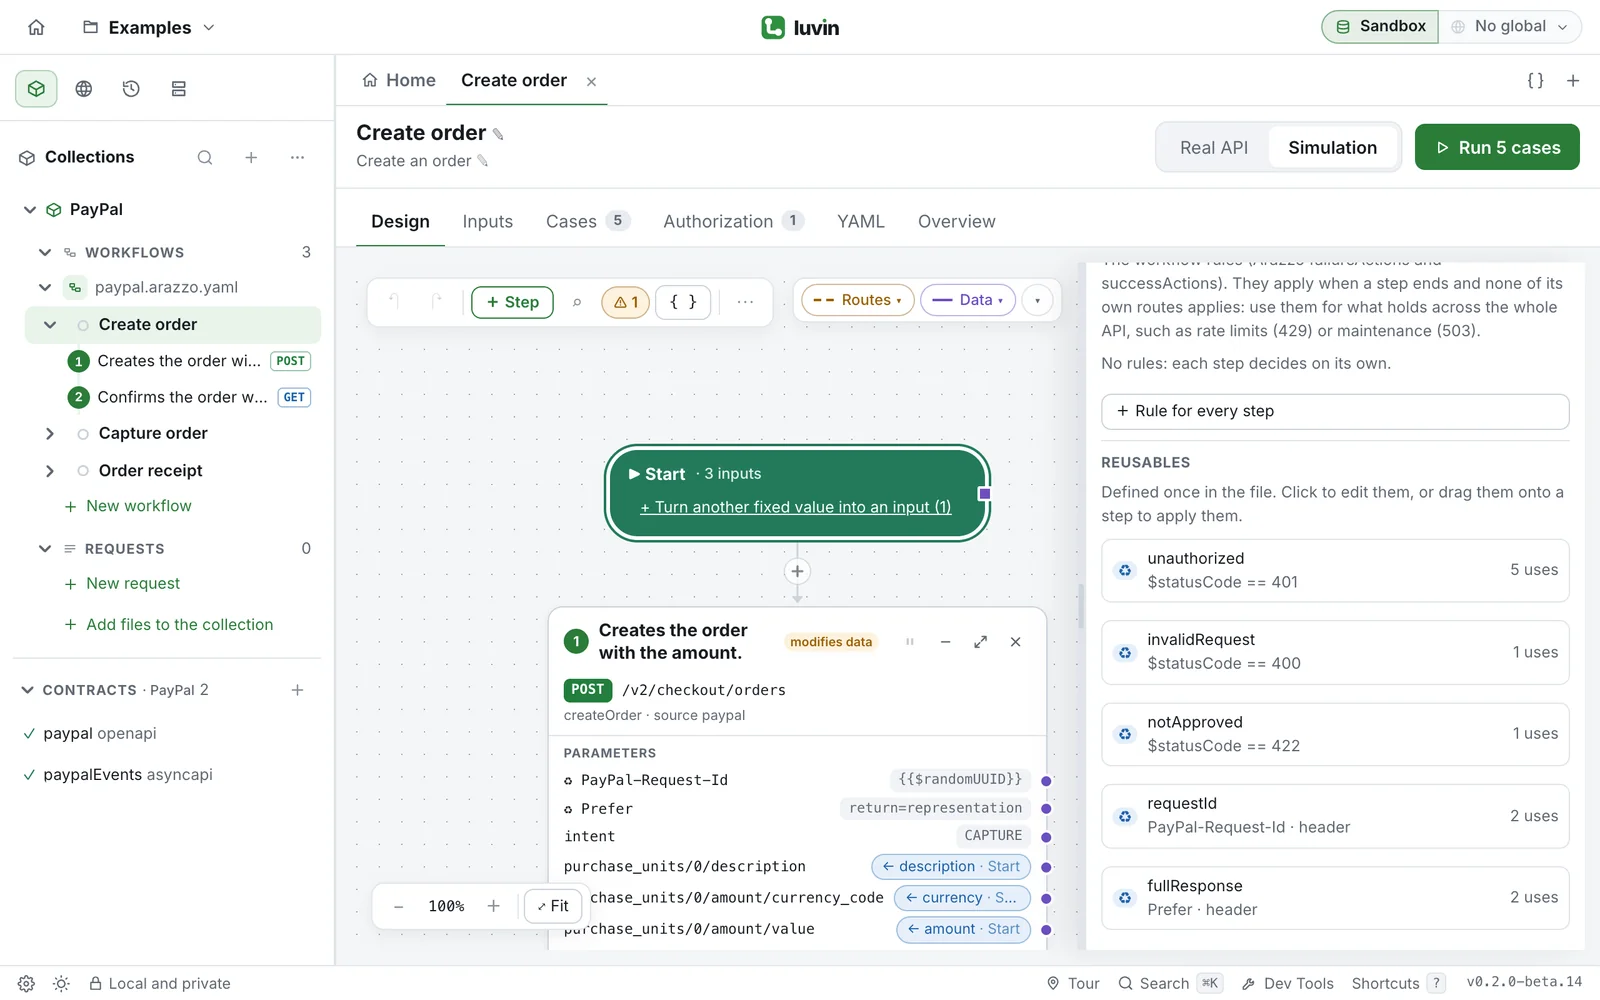 Examples
luvin
Sandbox
No global
Home
Create order
Collections
Create order
Create an order
Real API
Simulation
Run 5 cases
PayPal
Design
Inputs
Cases 5
Authorization 1
YAML
Overview
WORKFLOWS 3
paypal.arazzo.yaml
Create order
1 Creates the order wi... POST
2 Confirms the order w... GET
Capture order
Order receipt
+ New workflow
REQUESTS 0
+ New request
+ Add files to the collection
CONTRACTS · PayPal 2
paypal openapi
paypalEvents asyncapi
+ Step
1
{ }
...
Routes
Data
Start · 3 inputs
+ Turn another fixed value into an input (1)
1 Creates the order
with the amount.
modifies data
POST /v2/checkout/orders
createOrder · source paypal
PARAMETERS
PayPal-Request-Id {{$randomUUID}}
Prefer return=representation
intent CAPTURE
purchase_units/0/description ← description · Start
chase_units/0/amount/currency_code ← currency · S...
purchase_units/0/amount/value ← amount · Start
− 100% + Fit
The workflow rules (Arazzo failureActions and
successActions). They apply when a step ends and none of its
own routes applies: use them for what holds across the whole
API, such as rate limits (429) or maintenance (503).
No rules: each step decides on its own.
+ Rule for every step
REUSABLES
Defined once in the file. Click to edit them, or drag them onto a
step to apply them.
unauthorized
$statusCode == 401
5 uses
invalidRequest
$statusCode == 400
1 uses
notApproved
$statusCode == 422
1 uses
requestId
PayPal-Request-Id · header
2 uses
fullResponse
Prefer · header
2 uses
Local and private
Tour
Search ⌘K
Dev Tools
Shortcuts ?
v0.2.0-beta.14